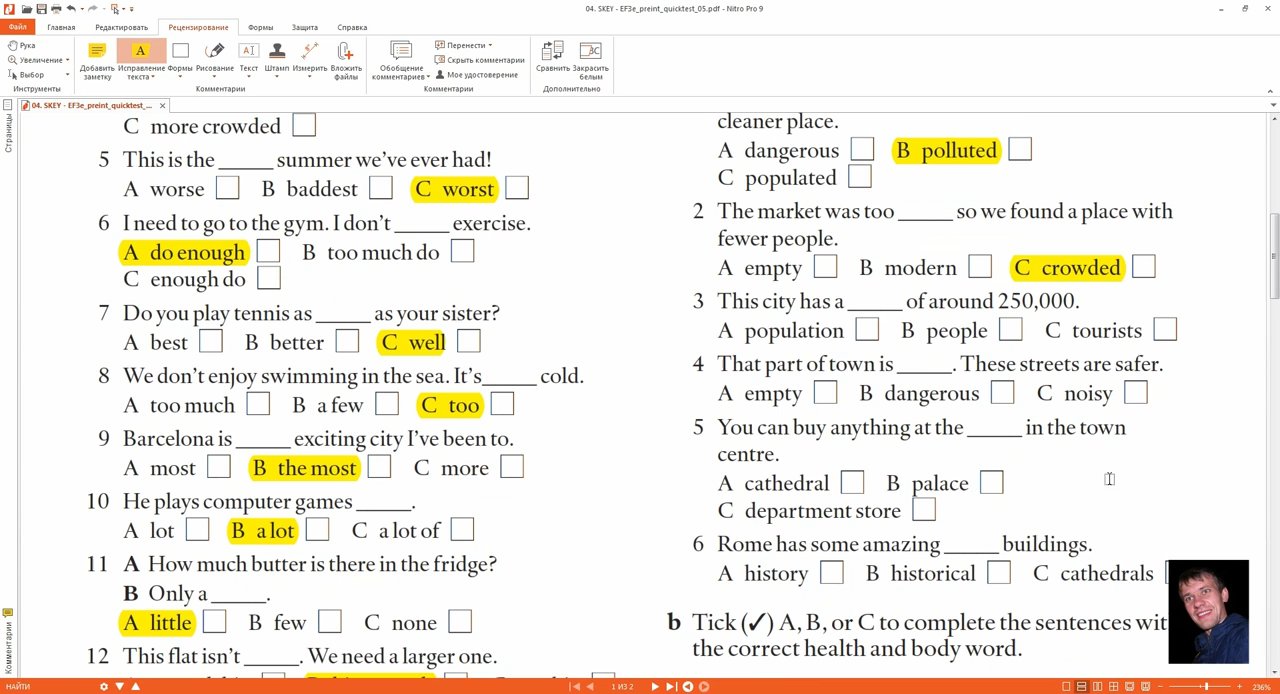 04. SKEY - EF3e_preint_quicktest_05.pdf - Nitro Pro 9
Файл Главная Редактировать Рецензирование Формы Защита Справка
Рука
Увеличение
Выбор
Инструменты
Добавить заметку
Исправление текста
Формы
Рисование
Текст
Штамп
Измерить
Вложить файлы
Комментарии
Обобщение комментариев
Перенести
Скрыть комментарии
Мое удостоверение
Комментарии
Сравнить
Закрасить белым
Дополнительно
Страницы
04. SKEY - EF3e_preint_quicktest_...
C more crowded
5 This is the _____ summer we've ever had!
A worse B baddest C worst
6 I need to go to the gym. I don't _____ exercise.
A do enough B too much do
C enough do
7 Do you play tennis as _____ as your sister?
A best B better C well
8 We don't enjoy swimming in the sea. It's_____ cold.
A too much B a few C too
9 Barcelona is _____ exciting city I've been to.
A most B the most C more
10 He plays computer games _____.
A lot B a lot C a lot of
11 A How much butter is there in the fridge?
B Only a _____.
A little B few C none
12 This flat isn't _____. We need a larger one.
cleaner place.
A dangerous B polluted
C populated
2 The market was too _____ so we found a place with
fewer people.
A empty B modern C crowded
3 This city has a _____ of around 250,000.
A population B people C tourists
4 That part of town is _____. These streets are safer.
A empty B dangerous C noisy
5 You can buy anything at the _____ in the town
centre.
A cathedral B palace
C department store
6 Rome has some amazing _____ buildings.
A history B historical C cathedrals
b Tick (✓) A, B, or C to complete the sentences wit
the correct health and body word.
Комментарии
НАЙТИ
1 ИЗ 2
236%